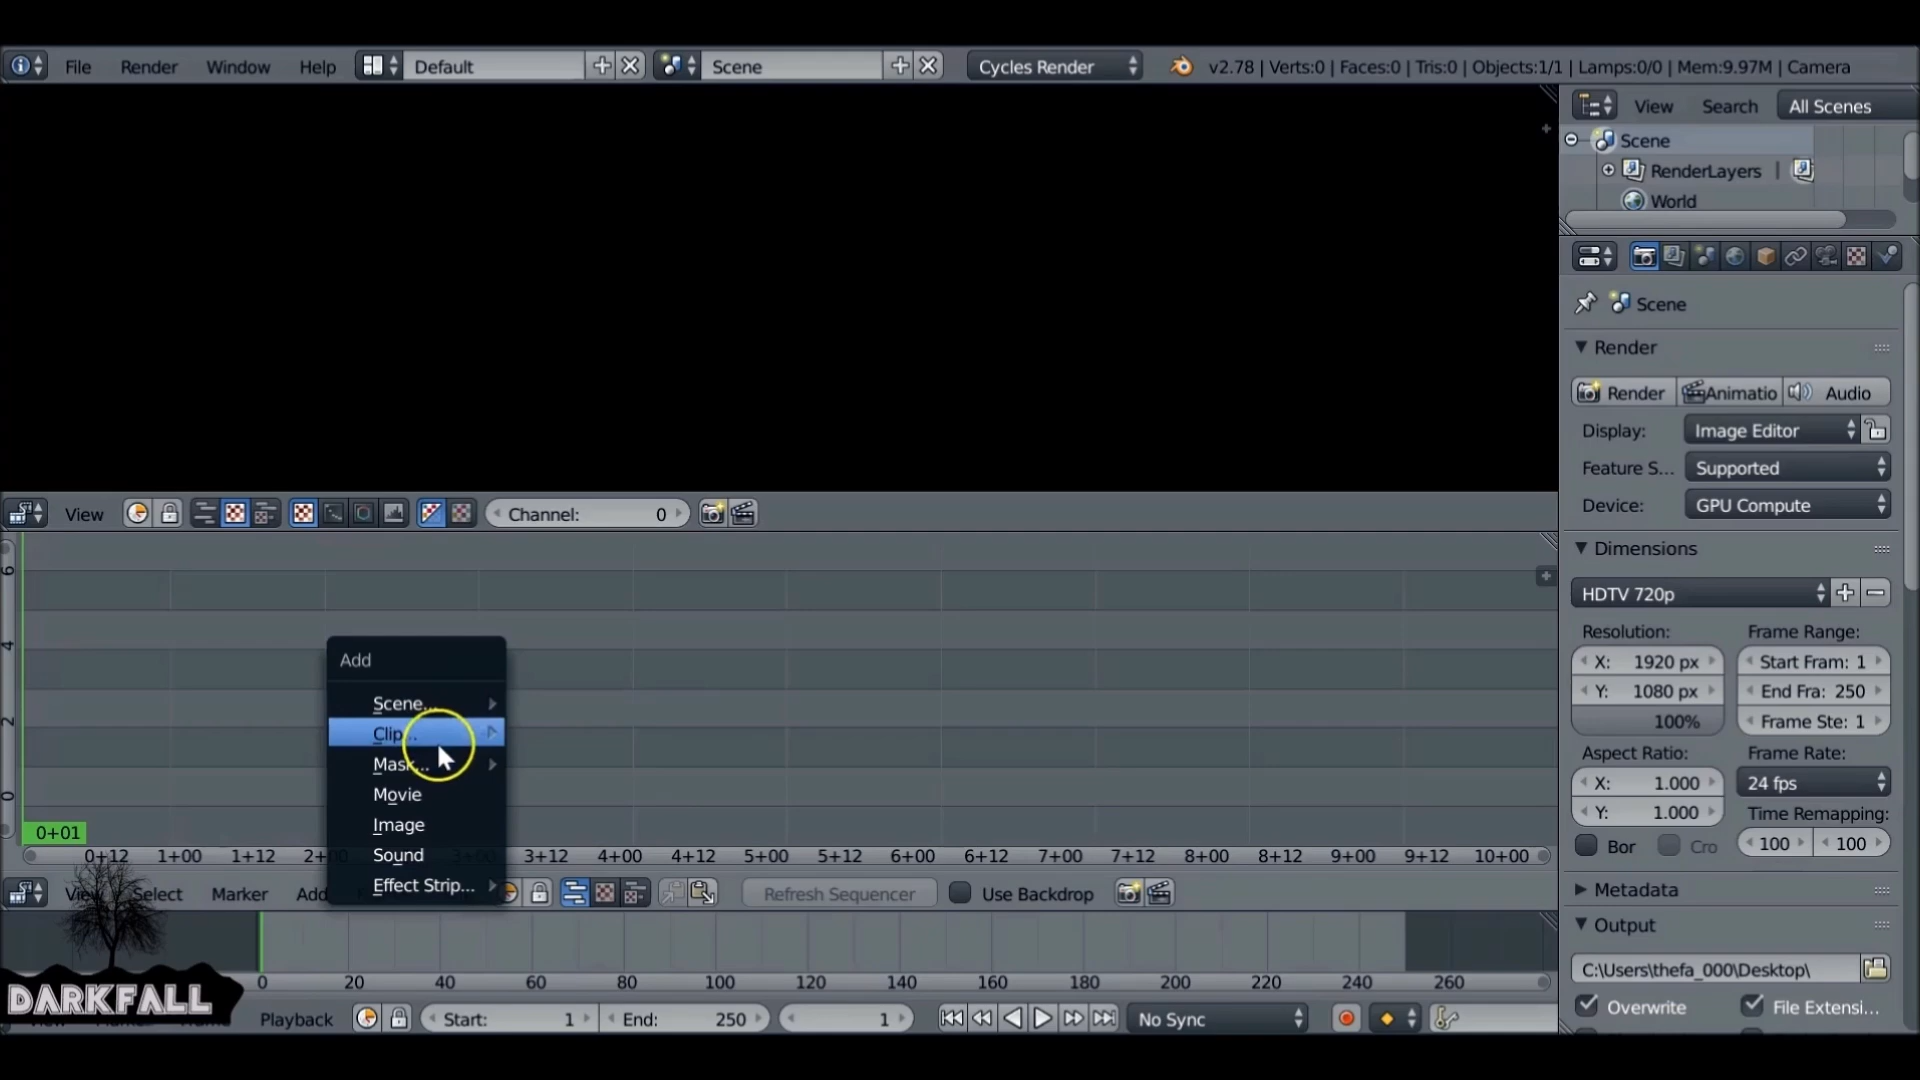 File Render Window Help Default Scene Cycles Render v2.78 | Verts:0 | Faces:0 | Tris:0 | Objects:1/1 | Lamps:0/0 | Mem:9.97M | Camera
View Search All Scenes
Scene
RenderLayers
World
Scene
Render
Render Animatio Audio
Display: Image Editor
Feature S... Supported
Device: GPU Compute
Dimensions
HDTV 720p
Resolution: Frame Range:
X: 1920 px Start Fram: 1
Y: 1080 px End Fra: 250
100% Frame Ste: 1
Aspect Ratio: Frame Rate:
X: 1.000 24 fps
Y: 1.000 Time Remapping:
Bor Cro 100 100
Metadata
Output
C:\Users\thefa_000\Desktop\
Overwrite File Extensi...
View Channel: 0
6
4
2
0
Add
Scene...
Clip...
Mask...
Movie
Image
Sound
Effect Strip...
0+01
0+12 1+00 1+12 3+12 4+00 4+12 5+00 5+12 6+00 6+12 7+00 7+12 8+00 8+12 9+00 9+12 10+00
Select Marker Add Refresh Sequencer Use Backdrop
0 20 40 60 80 100 120 140 160 180 200 220 240 260
DARKFALL
Playback Start: 1 End: 250 1 No Sync